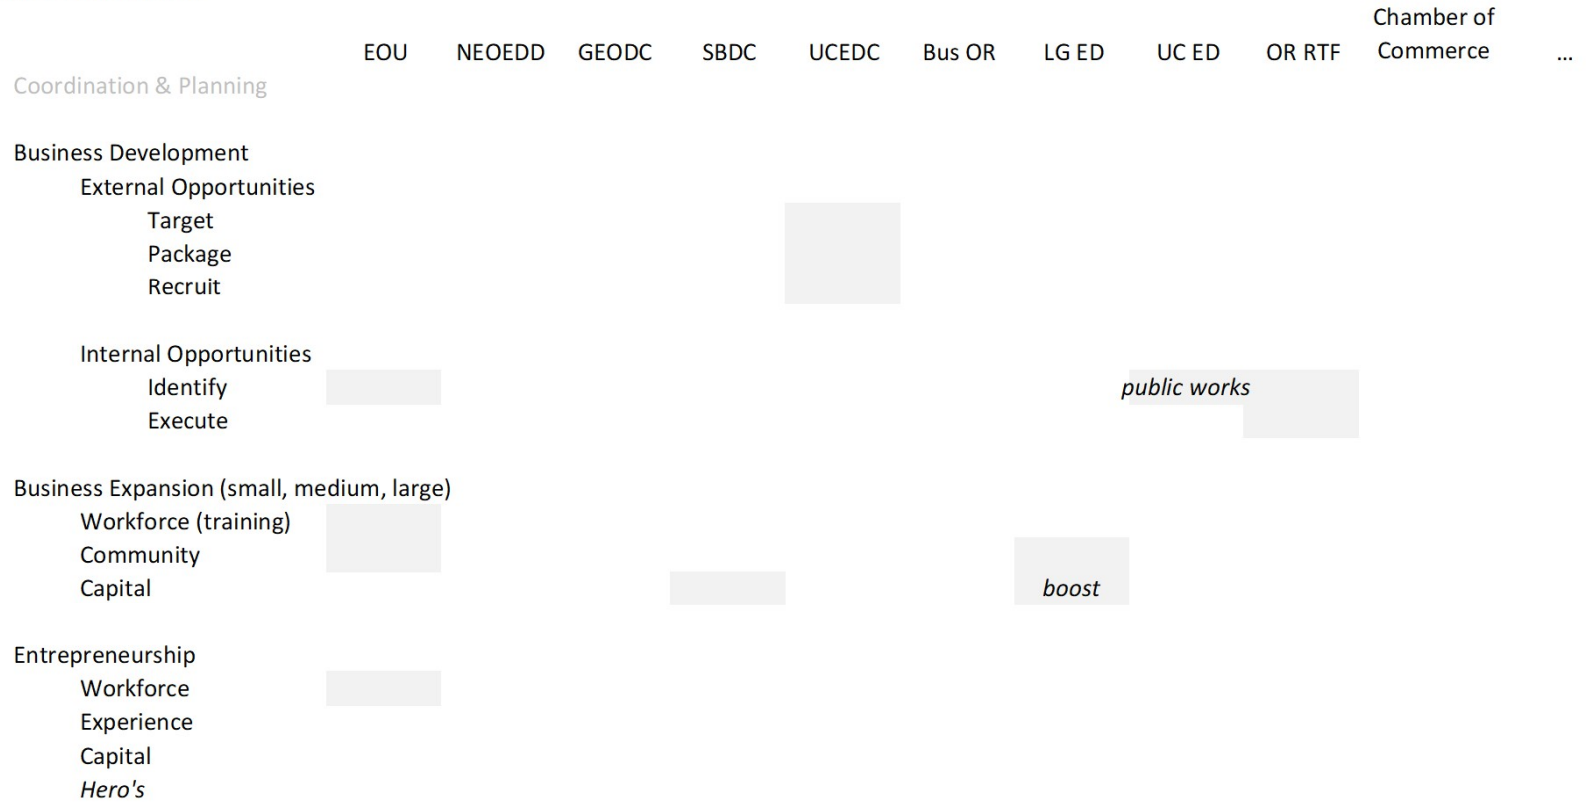 Chamber of
EOU NEOEDD GEODC SBDC UCEDC Bus OR LG ED UC ED OR RTF Commerce ...
Coordination & Planning
Business Development
External Opportunities
Target
Package
Recruit
Internal Opportunities
Identify public works
Execute
Business Expansion (small, medium, large)
Workforce (training)
Community
Capital boost
Entrepreneurship
Workforce
Experience
Capital
Hero's